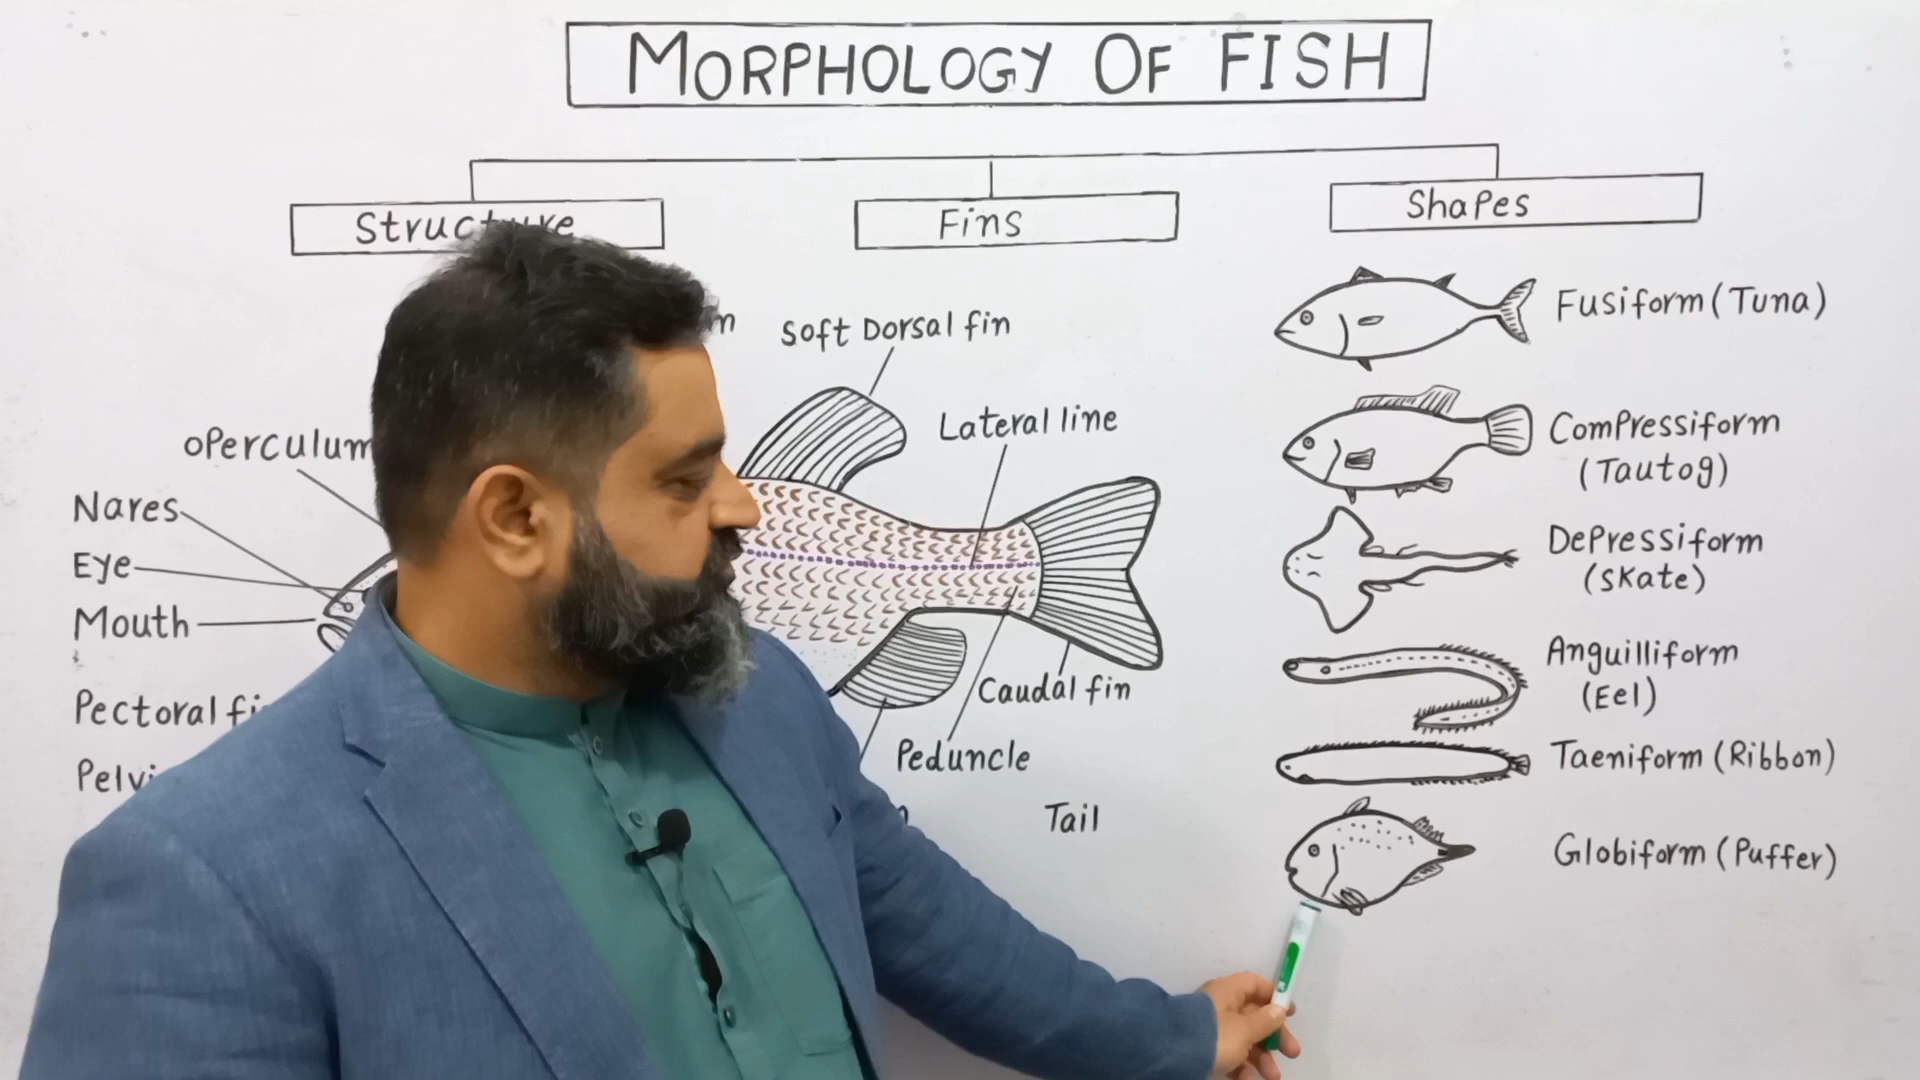 MORPHOLOGY OF FISH
Structure
Fins
Shapes
Soft Dorsal fin
Lateral line
oPerculum
Nares
Eye
Mouth
Pectoral
Caudal fin
Peduncle
Tail
Fusiform (Tuna)
ComPressiform
(Tautog)
DePressiform
(Skate)
Anguilliform
(Eel)
Taeniform (Ribbon)
Globiform (Puffer)